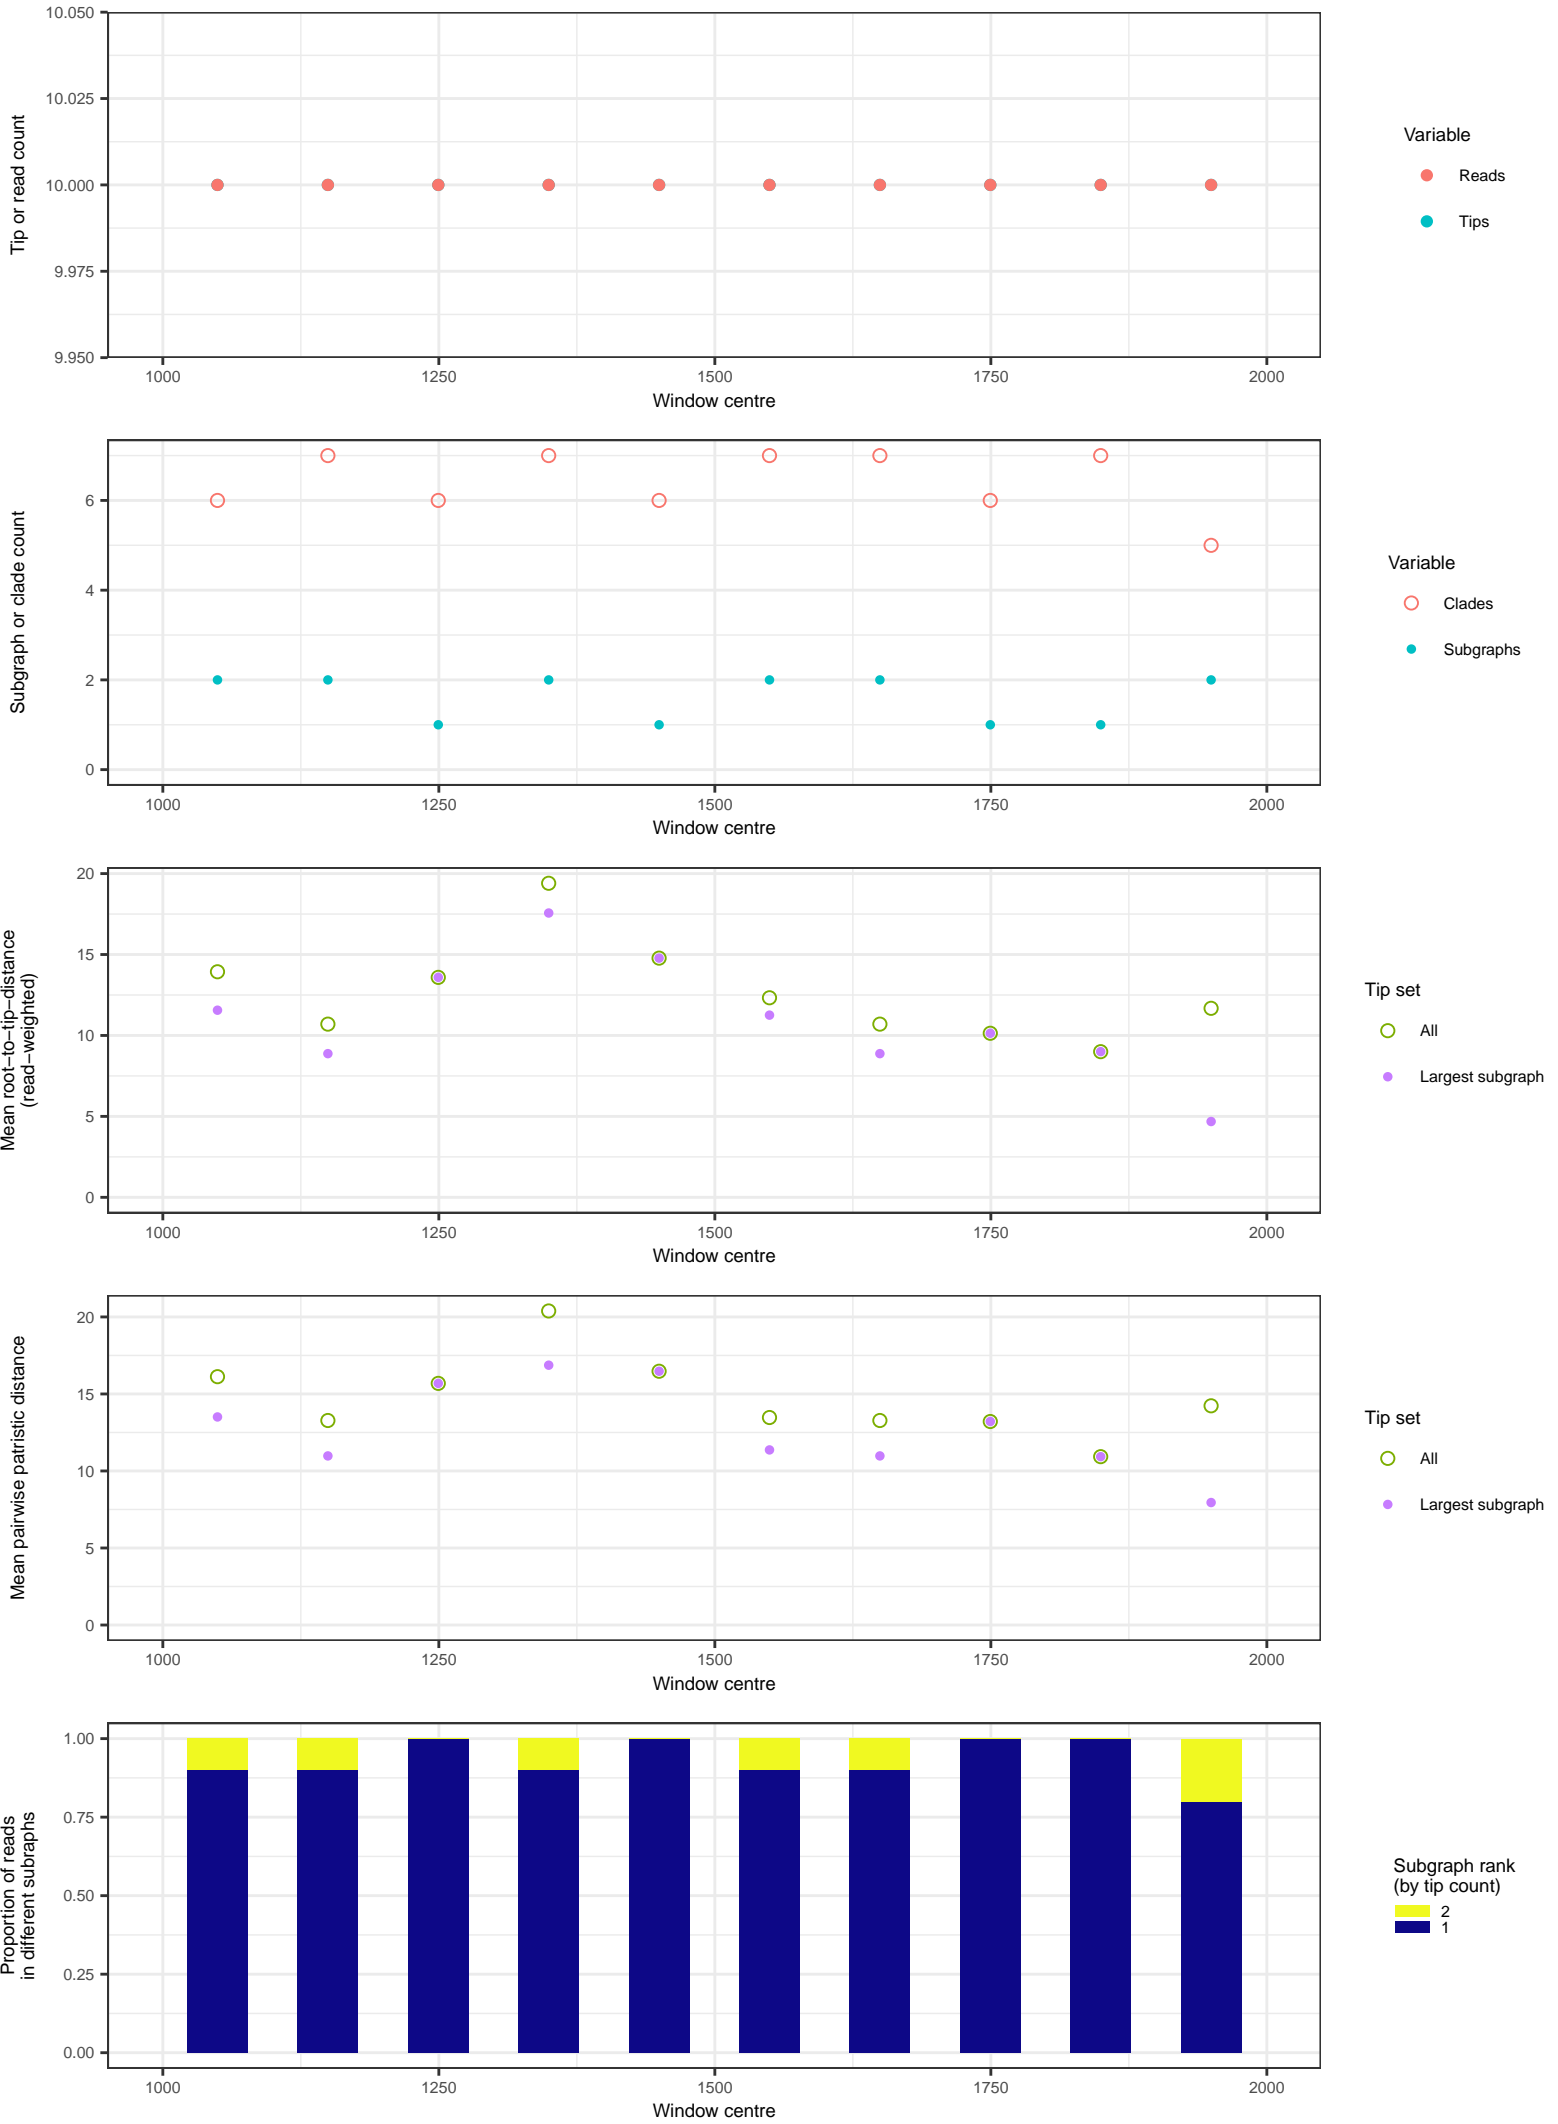 10.050
10.025
10.000
9.975
9.950
Tip or read count
1000 1250 1500 1750 2000
Window centre
Variable
Reads
Tips
6
4
2
0
Subgraph or clade count
1000 1250 1500 1750 2000
Window centre
Variable
Clades
Subgraphs
20
15
10
5
0
Mean root−to−tip−distance
(read−weighted)
1000 1250 1500 1750 2000
Window centre
Tip set
All
Largest subgraph
20
15
10
5
0
Mean pairwise patristic distance
1000 1250 1500 1750 2000
Window centre
Tip set
All
Largest subgraph
1.00
0.75
0.50
0.25
0.00
Proportion of reads
in different subraphs
1000 1250 1500 1750 2000
Window centre
Subgraph rank
(by tip count)
2
1